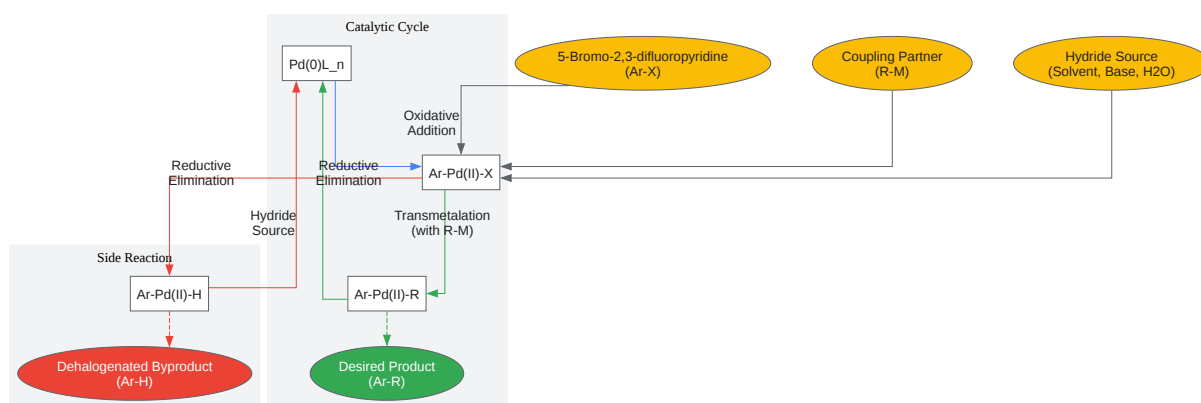 Catalytic Cycle
Pd(0)L_n
5-Bromo-2,3-difluoropyridine
(Ar-X)
Coupling Partner
(R-M)
Hydride Source
(Solvent, Base, H2O)
Oxidative
Addition
Reductive
Elimination
Reductive
Elimination
Ar-Pd(II)-X
Hydride
Source
Transmetalation
(with R-M)
Side Reaction
Ar-Pd(II)-H
Ar-Pd(II)-R
Dehalogenated Byproduct
(Ar-H)
Desired Product
(Ar-R)